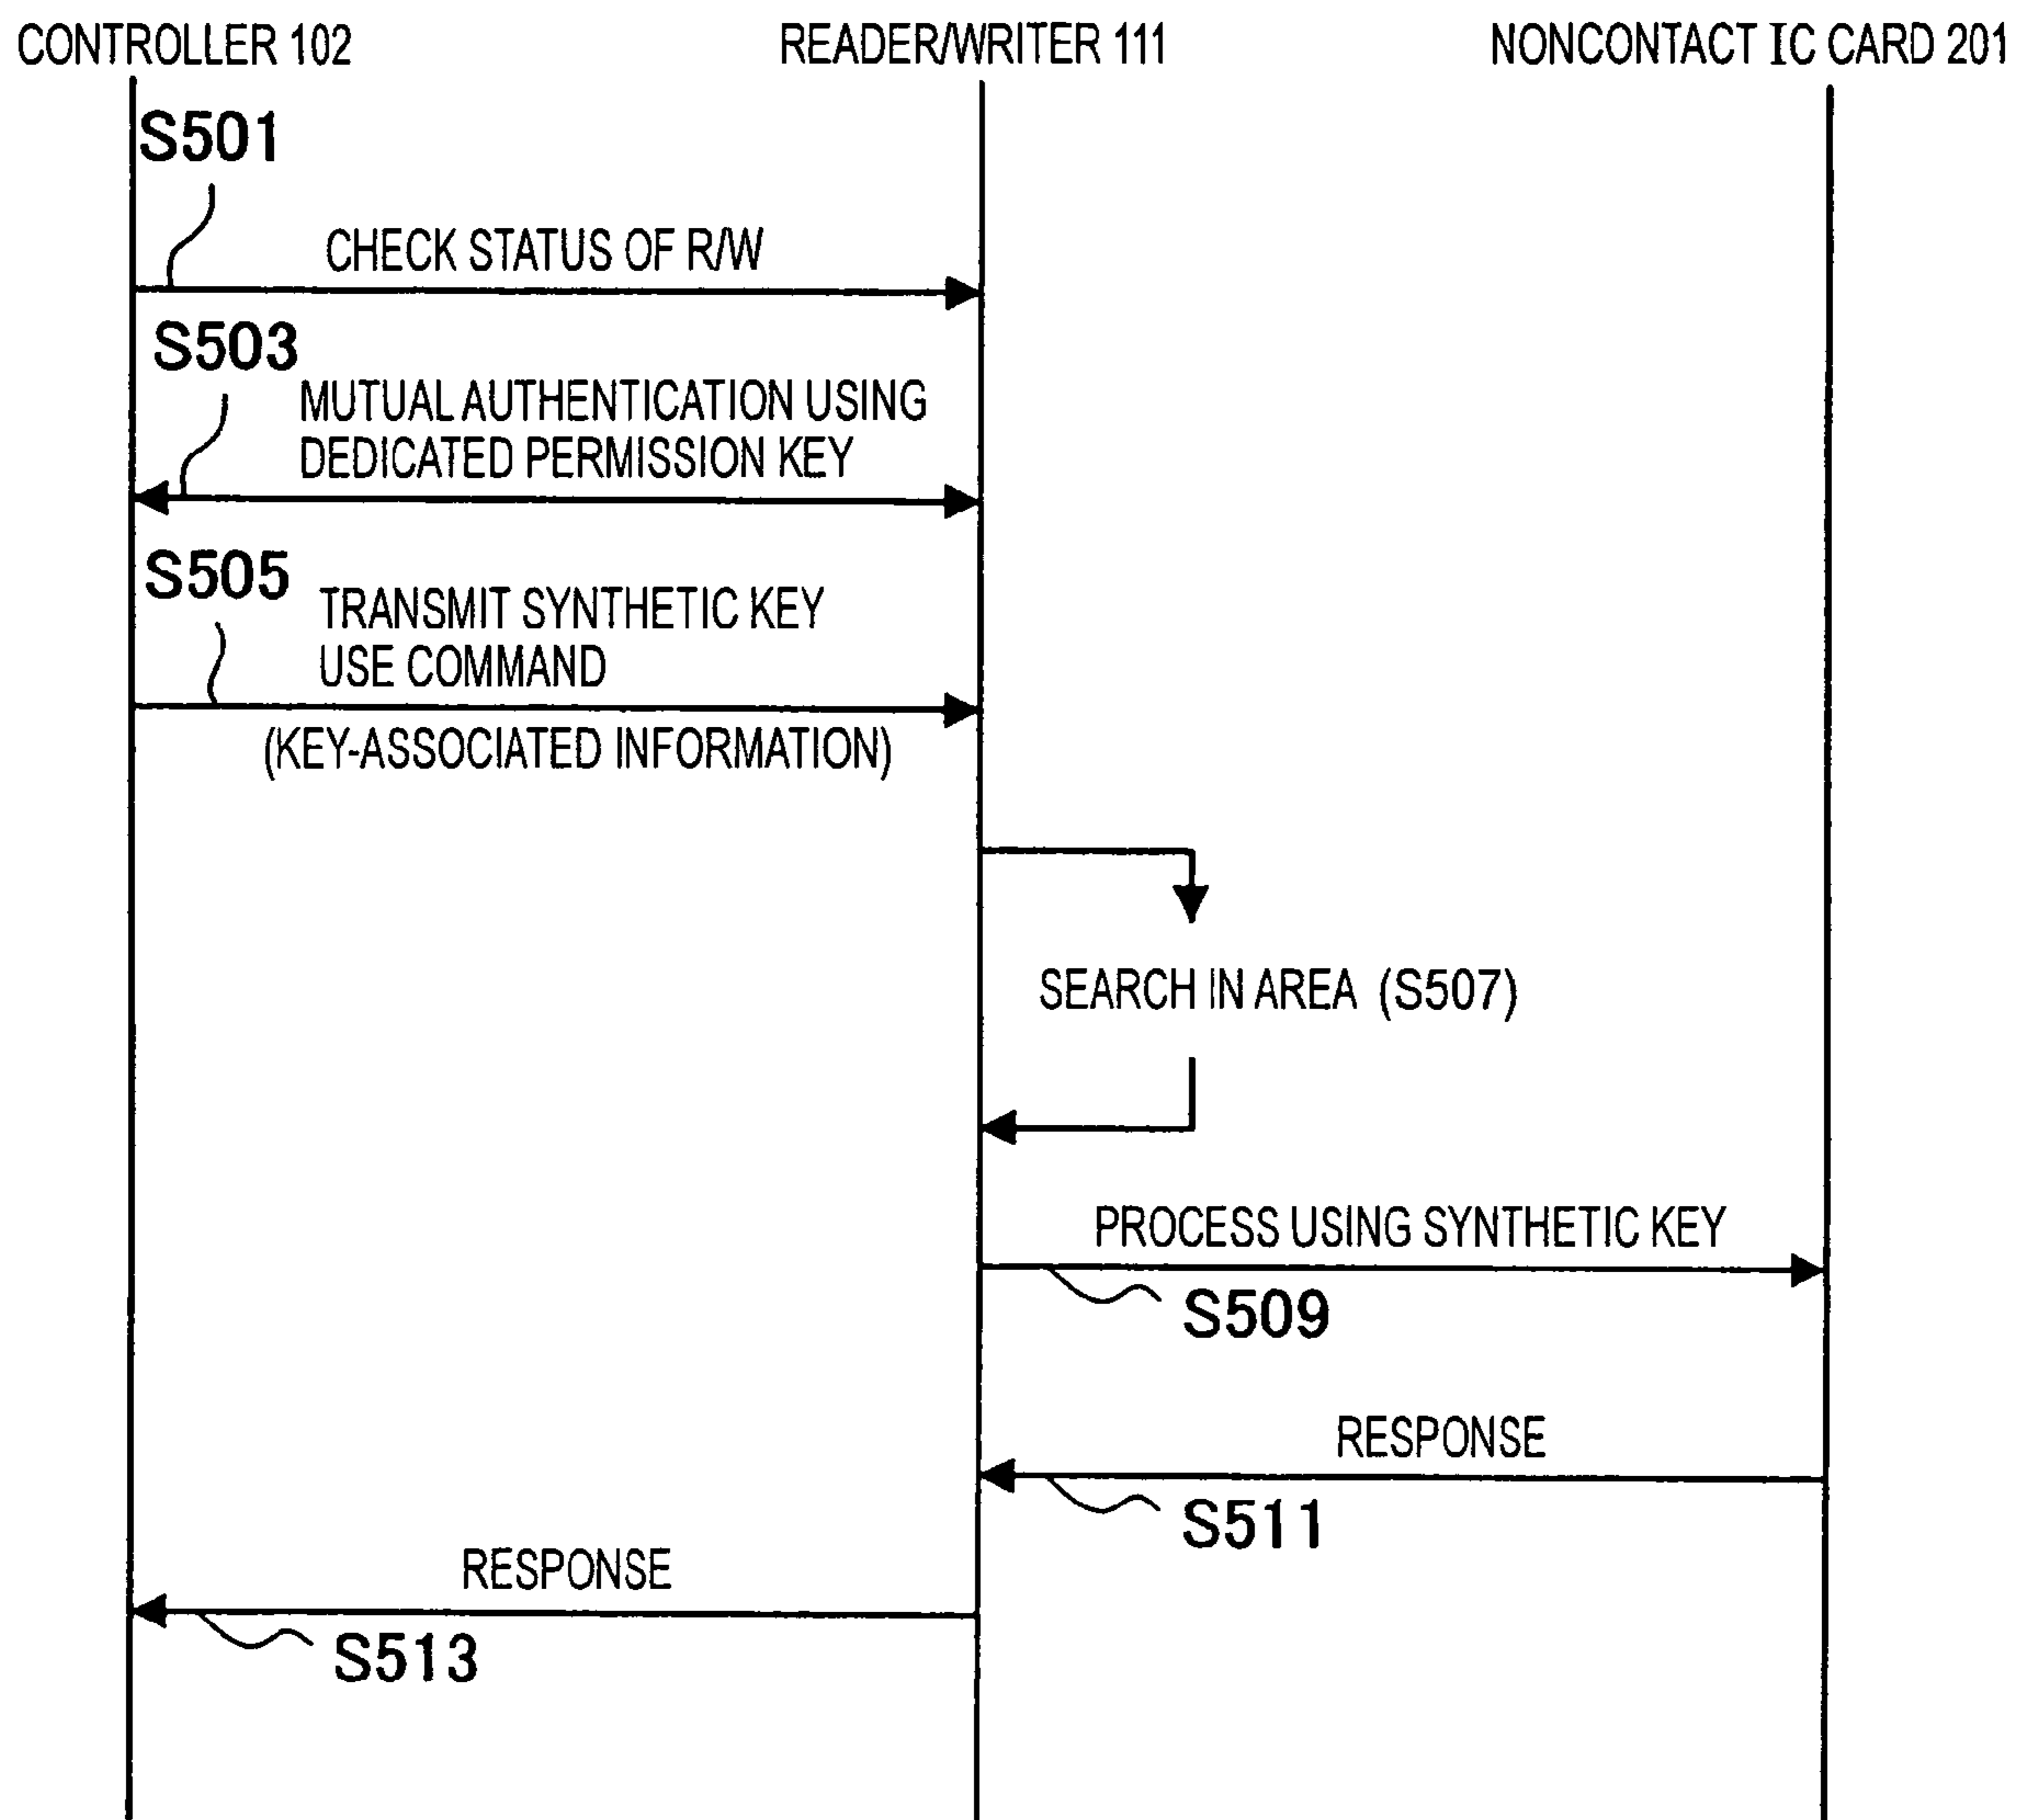 CONTROLLER 102
READER/WRITER 111
NONCONTACT IC CARD 201
S501
CHECK STATUS OF R/W
S503
MUTUAL AUTHENTICATION USING
DEDICATED PERMISSION KEY
S505
TRANSMIT SYNTHETIC KEY
USE COMMAND
(KEY-ASSOCIATED INFORMATION)
SEARCH IN AREA (S507)
PROCESS USING SYNTHETIC KEY
S509
RESPONSE
S511
RESPONSE
S513